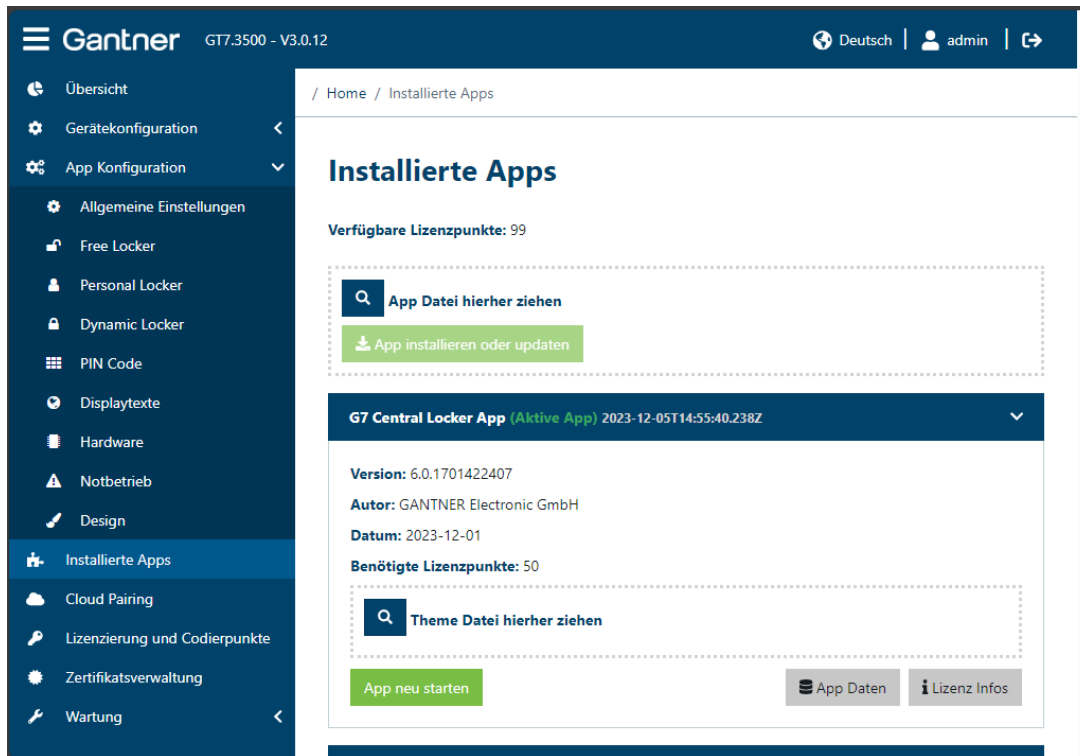 Gantner GT7.3500 - V3.0.12
Deutsch | admin
Übersicht
Gerätekonfiguration
App Konfiguration
Allgemeine Einstellungen
Free Locker
Personal Locker
Dynamic Locker
PIN Code
Displaytexte
Hardware
Notbetrieb
Design
Installierte Apps
Cloud Pairing
Lizenzierung und Codierpunkte
Zertifikatsverwaltung
Wartung
/ Home / Installierte Apps
Installierte Apps
Verfügbare Lizenzpunkte: 99
App Datei hierher ziehen
App installieren oder updaten
G7 Central Locker App (Aktive App) 2023-12-05T14:55:40.238Z
Version: 6.0.1701422407
Autor: GANTNER Electronic GmbH
Datum: 2023-12-01
Benötigte Lizenzpunkte: 50
Theme Datei hierher ziehen
App neu starten
App Daten
Lizenz Infos